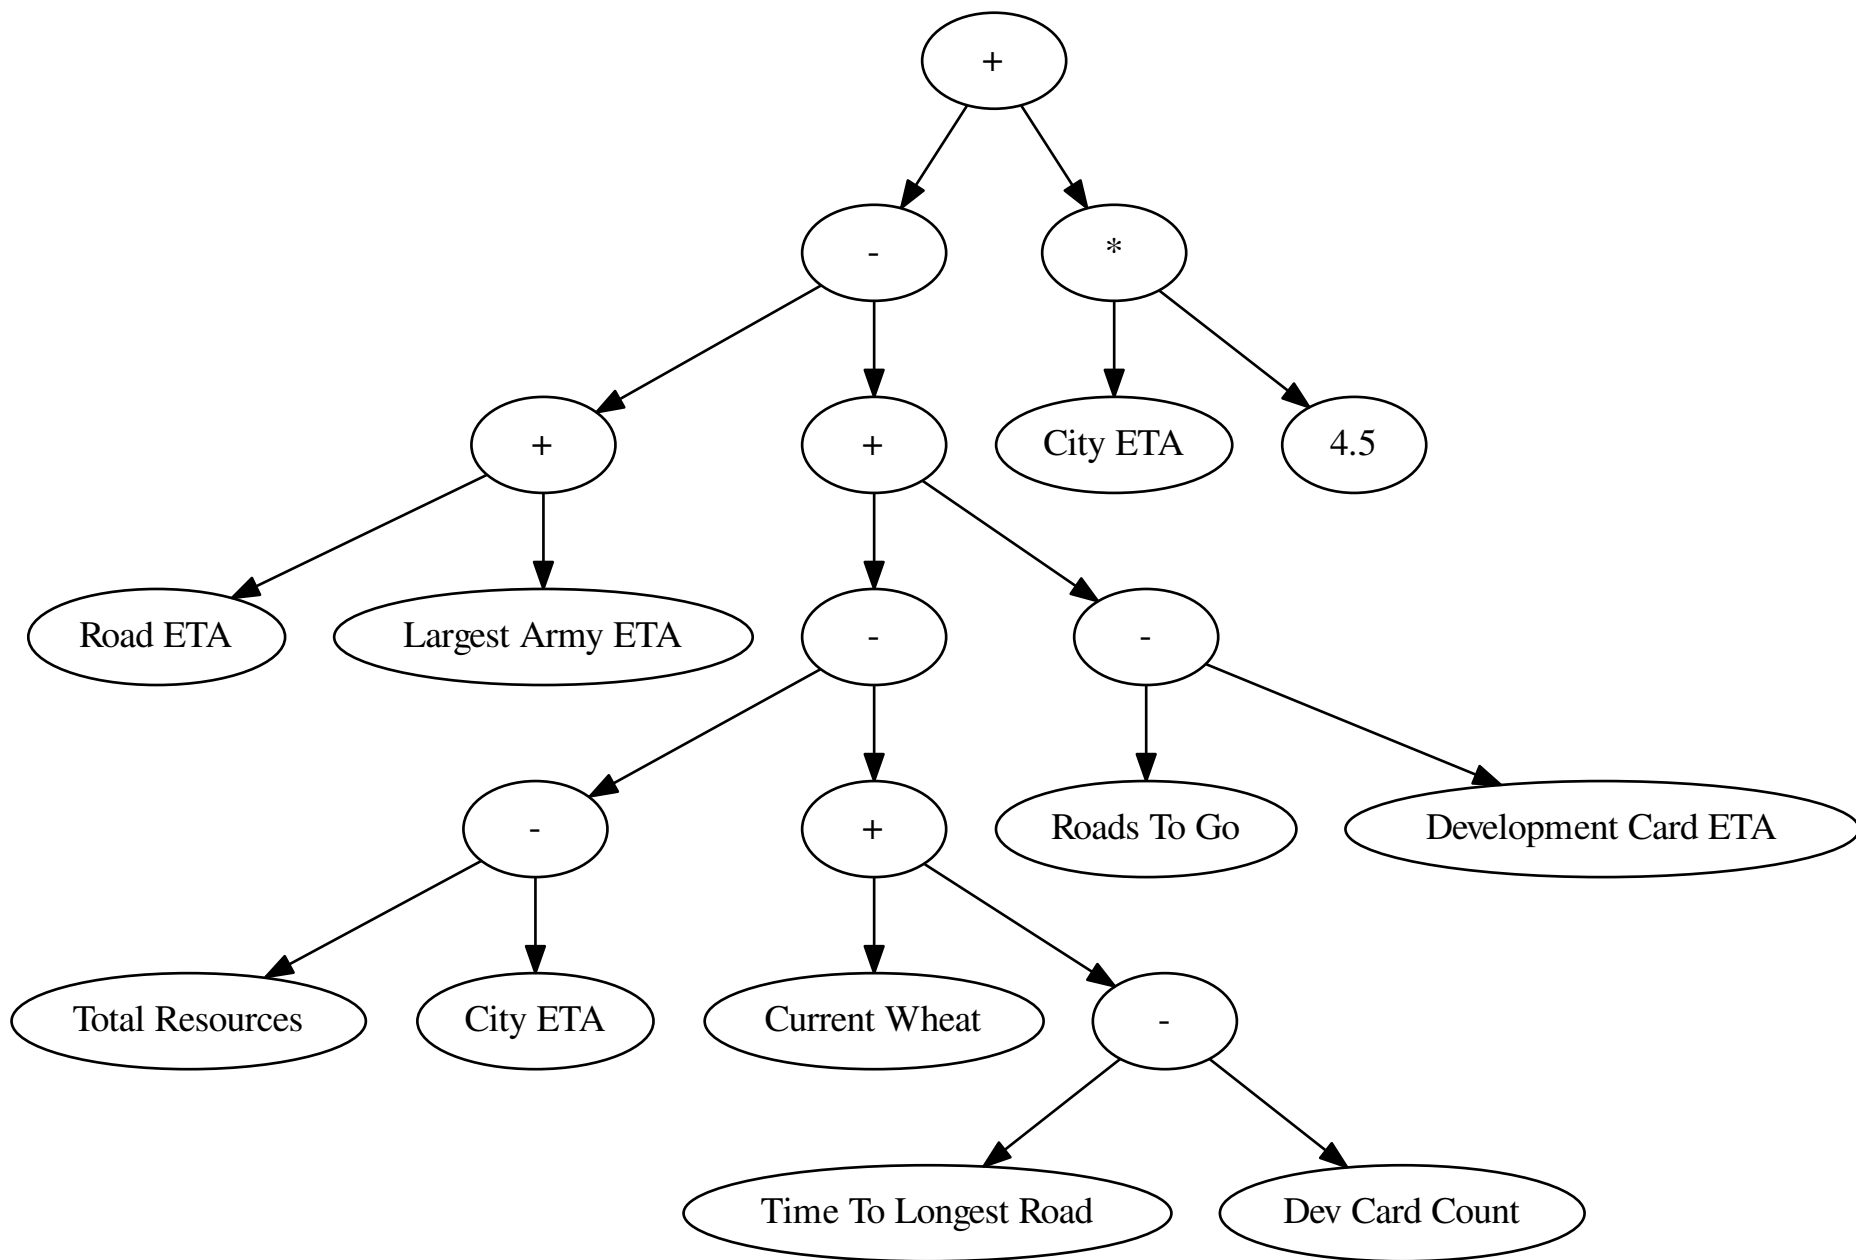 +
-
*
+
+
City ETA
4.5
Road ETA
Largest Army ETA
-
-
-
+
Roads To Go
Development Card ETA
Total Resources
City ETA
Current Wheat
-
Time To Longest Road
Dev Card Count